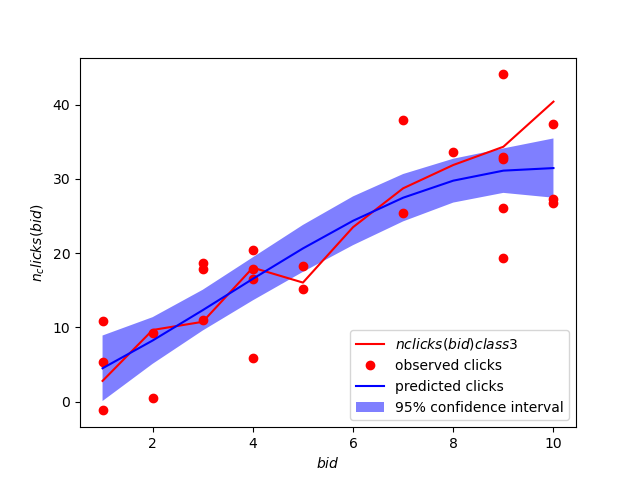 40
30
20
10
0
n_clicks(bid)
nclicks(bid)class3
observed clicks
predicted clicks
95% confidence interval
2 4 6 8 10
bid